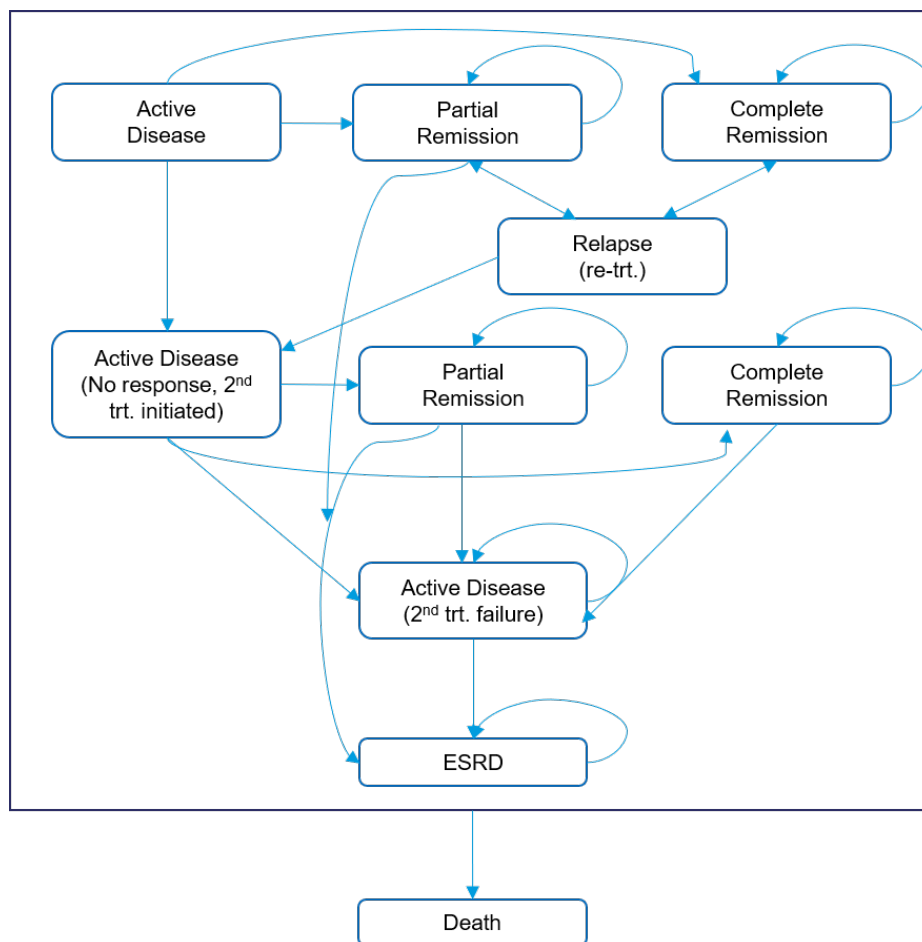 Active
Disease
Partial
Remission
Complete
Remission
Relapse
(re-trt.)
Active Disease
(No response, 2nd
trt. initiated)
Partial
Remission
Complete
Remission
Active Disease
(2nd trt. failure)
ESRD
Death